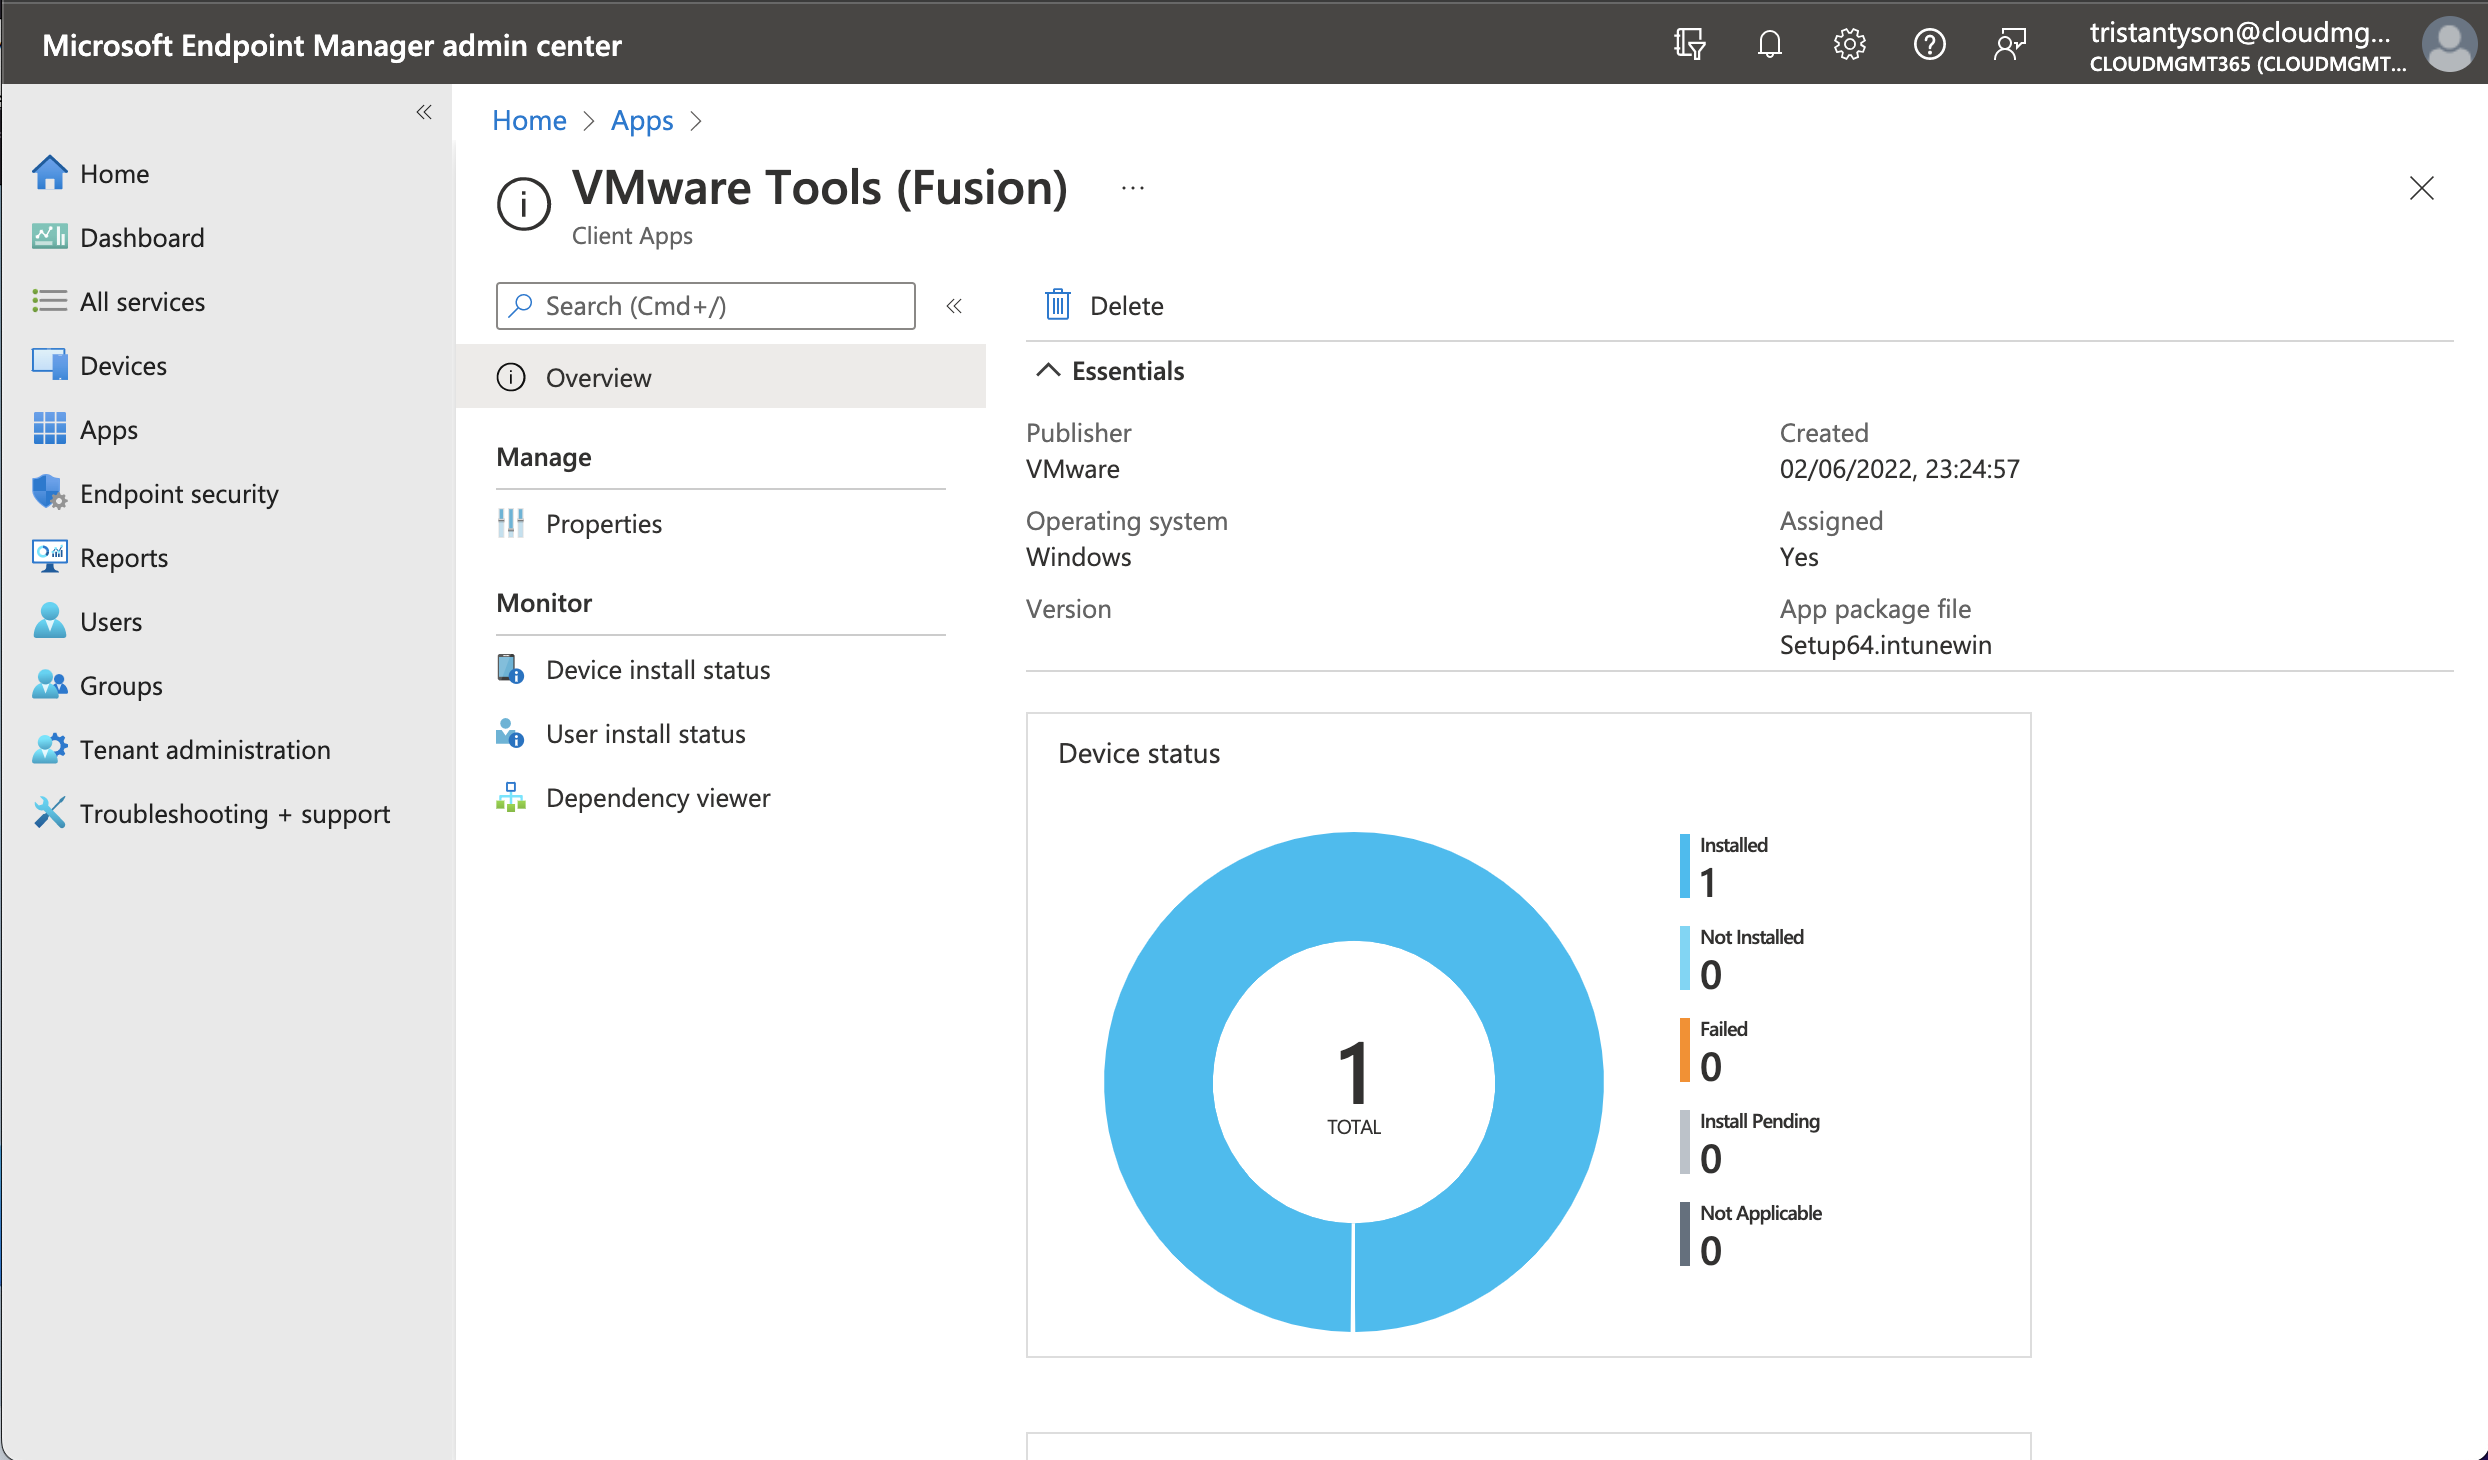 Microsoft Endpoint Manager admin center
tristantyson@cloudmg...
CLOUDMGMT365 (CLOUDMGMT...
Home
Dashboard
All services
Devices
Apps
Endpoint security
Reports
Users
Groups
Tenant administration
Troubleshooting + support
Home > Apps >
VMware Tools (Fusion) ...
Client Apps
Search (Cmd+/)
Overview
Manage
Properties
Monitor
Device install status
User install status
Dependency viewer
Delete
Essentials
Publisher
VMware
Operating system
Windows
Version
Created
02/06/2022, 23:24:57
Assigned
Yes
App package file
Setup64.intunewin
Device status
1
TOTAL
Installed
1
Not Installed
0
Failed
0
Install Pending
0
Not Applicable
0